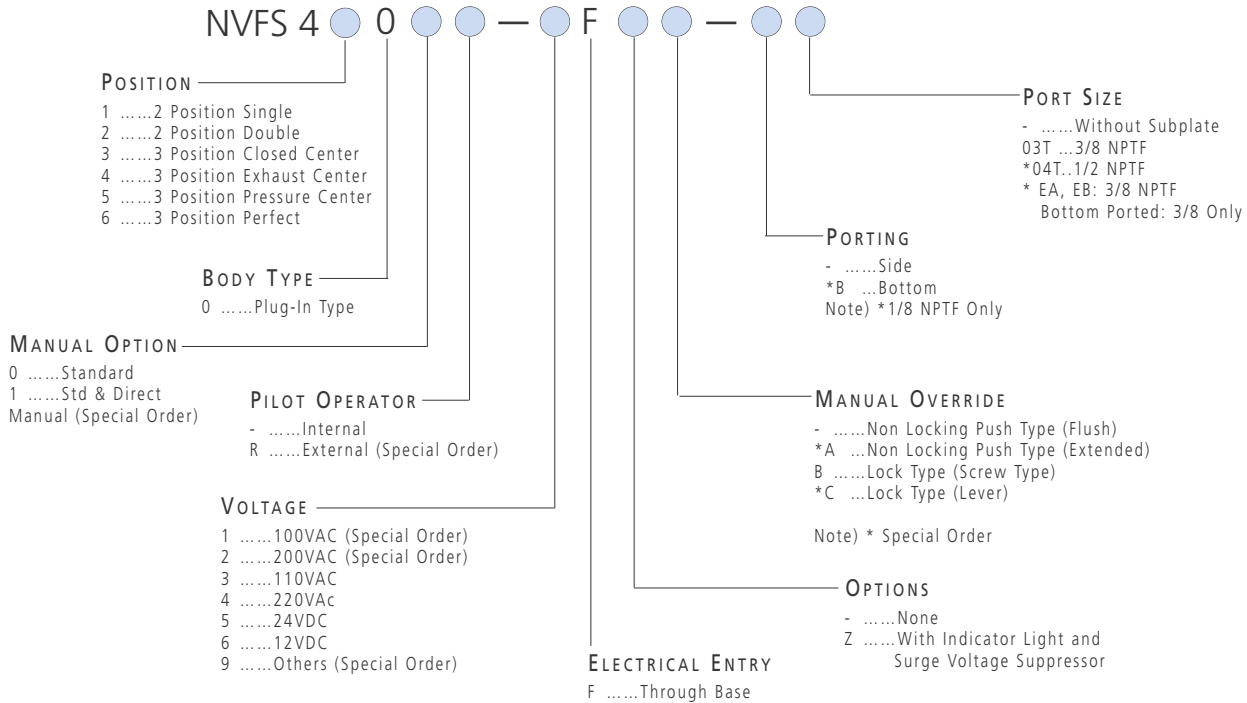 NVFS 4 0 — F —
POSITION
1 ......2 Position Single
2 ......2 Position Double
3 ......3 Position Closed Center
4 ......3 Position Exhaust Center
5 ......3 Position Pressure Center
6 ......3 Position Perfect
BODY TYPE
0 ......Plug-In Type
MANUAL OPTION
0 ......Standard
1 ......Std & Direct
Manual (Special Order)
PILOT OPERATOR
- ......Internal
R ......External (Special Order)
VOLTAGE
1 ......100VAC (Special Order)
2 ......200VAC (Special Order)
3 ......110VAC
4 ......220VAc
5 ......24VDC
6 ......12VDC
9 ......Others (Special Order)
ELECTRICAL ENTRY
F ......Through Base
OPTIONS
- ......None
Z ......With Indicator Light and
Surge Voltage Suppressor
MANUAL OVERRIDE
- ......Non Locking Push Type (Flush)
*A ...Non Locking Push Type (Extended)
B ......Lock Type (Screw Type)
*C ...Lock Type (Lever)
Note) * Special Order
PORTING
- ......Side
*B ...Bottom
Note) *1/8 NPTF Only
PORT SIZE
- ......Without Subplate
03T ...3/8 NPTF
*04T..1/2 NPTF
* EA, EB: 3/8 NPTF
Bottom Ported: 3/8 Only